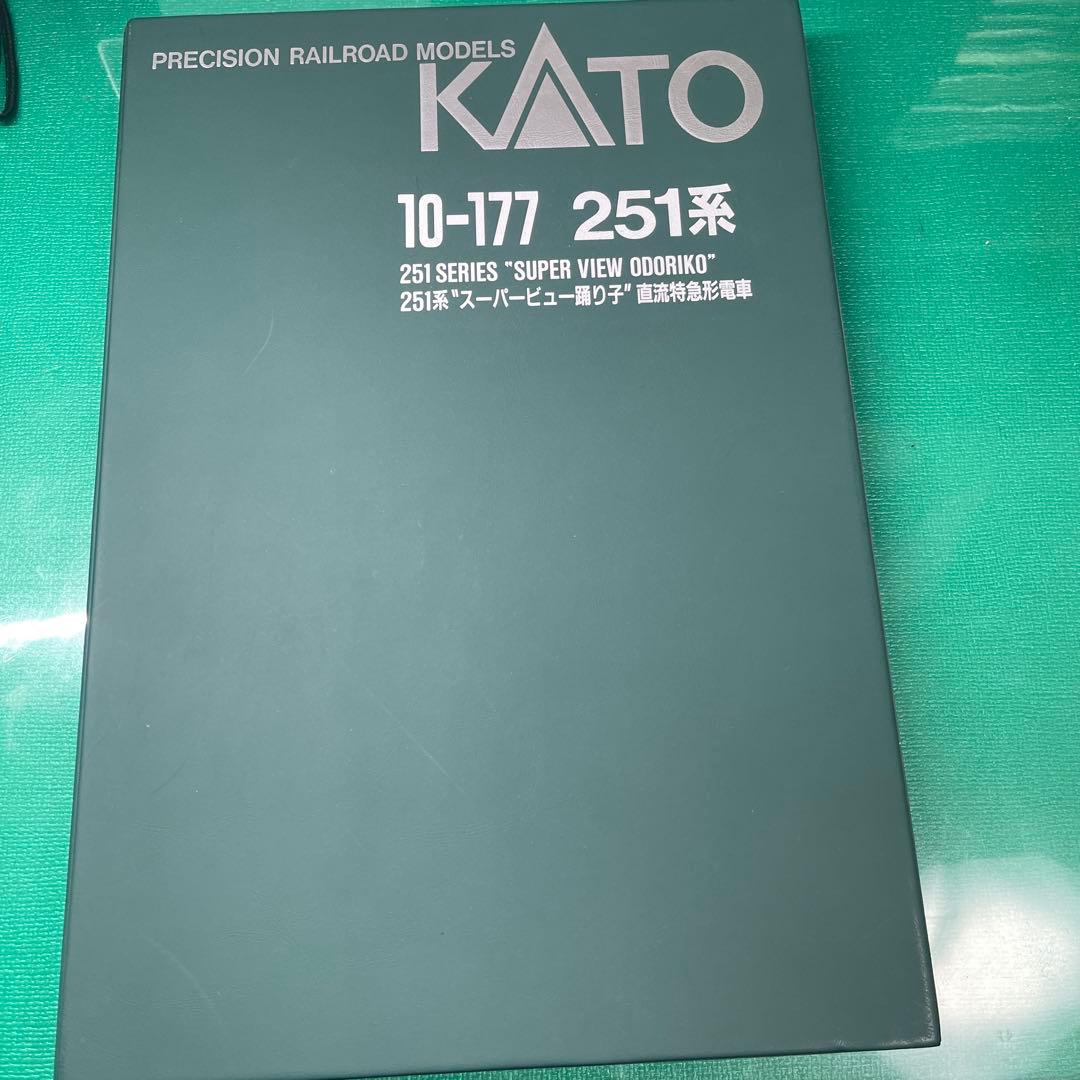 PRECISION RAILROAD MODELS
KATO
10-177 251系
251 SERIES "SUPER VIEW ODORIKO"
251系"スーパービュー踊り子" 直流特急形電車